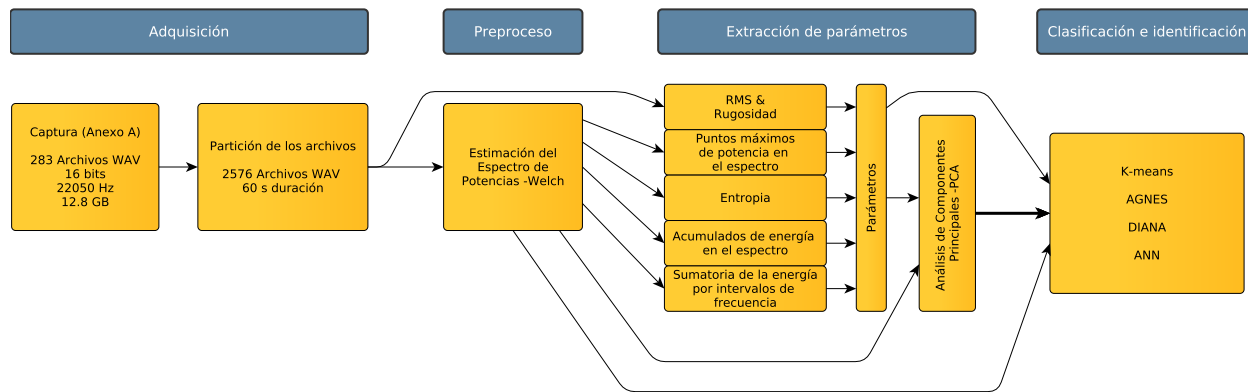 Adquisición
Preproceso
Extracción de parámetros
Clasificación e identificación
Captura (Anexo A)
283 Archivos WAV
16 bits
22050 Hz
12.8 GB
Partición de los archivos
2576 Archivos WAV
60 s duración
Estimación del
Espectro de
Potencias -Welch
RMS &
Rugosidad
Puntos máximos
de potencia en
el espectro
Entropia
Acumulados de energía
en el espectro
Sumatoria de la energía
por intervalos de
frecuencia
Parámetros
Análisis de Componentes
Principales -PCA
K-means
AGNES
DIANA
ANN